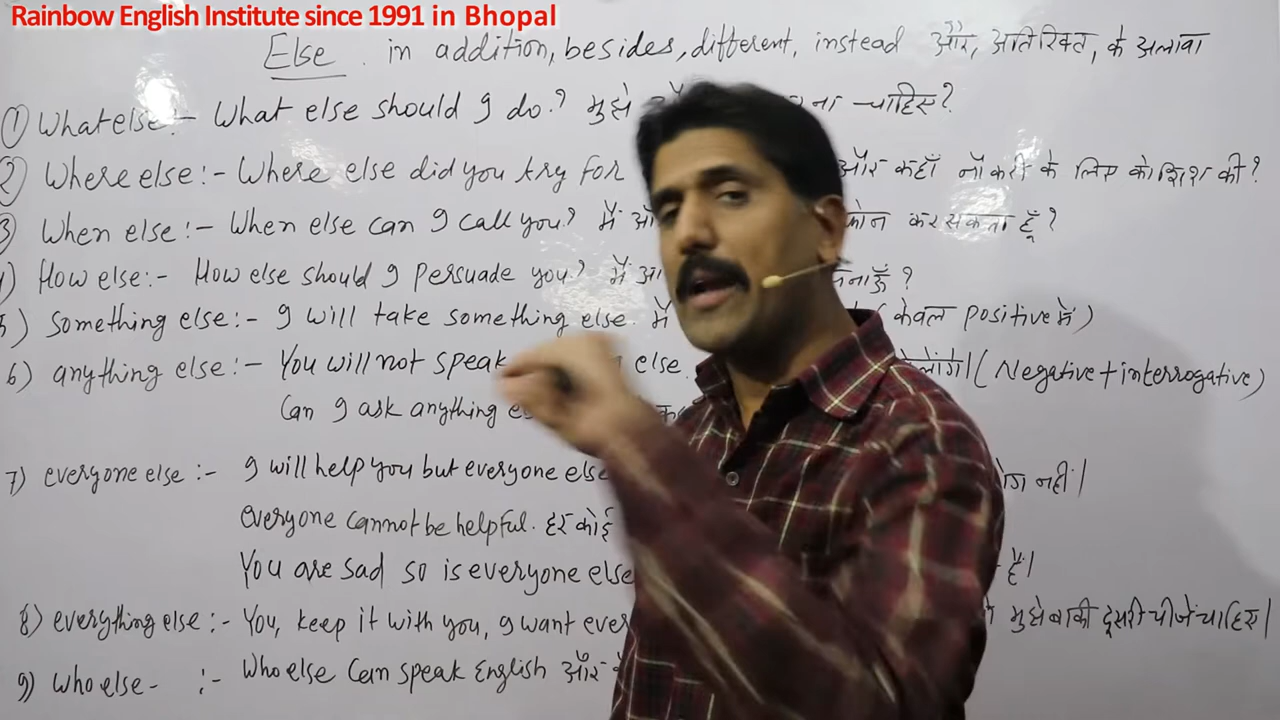 Rainbow English Institute since 1991 in Bhopal
Else . in addition, besides, different, instead और, अतिरिक्त, के अलावा
1) What else :- What else should I do? मुझे चाहिए?
2) Where else :- Where else did you try for और कहाँ नौकरी के लिए कोशिश की?
3) When else :- When else can I call you? मैं कर सकता हूँ?
How else :- How else should I persuade you? मैं ?
) Something else :- I will take something else. मैं (केवल positive में)
6) anything else :- You will not speak else. (Negative + interrogative)
Can I ask anything
7) everyone else :- I will help you but everyone else नहीं।
everyone cannot be helpful. हर कोई
You are sad so is everyone else हैं।
8) everything else :- You, keep it with you, I want मुझे बाकी दूसरी चीजें चाहिए।
9) who else - :- Who else can speak English और